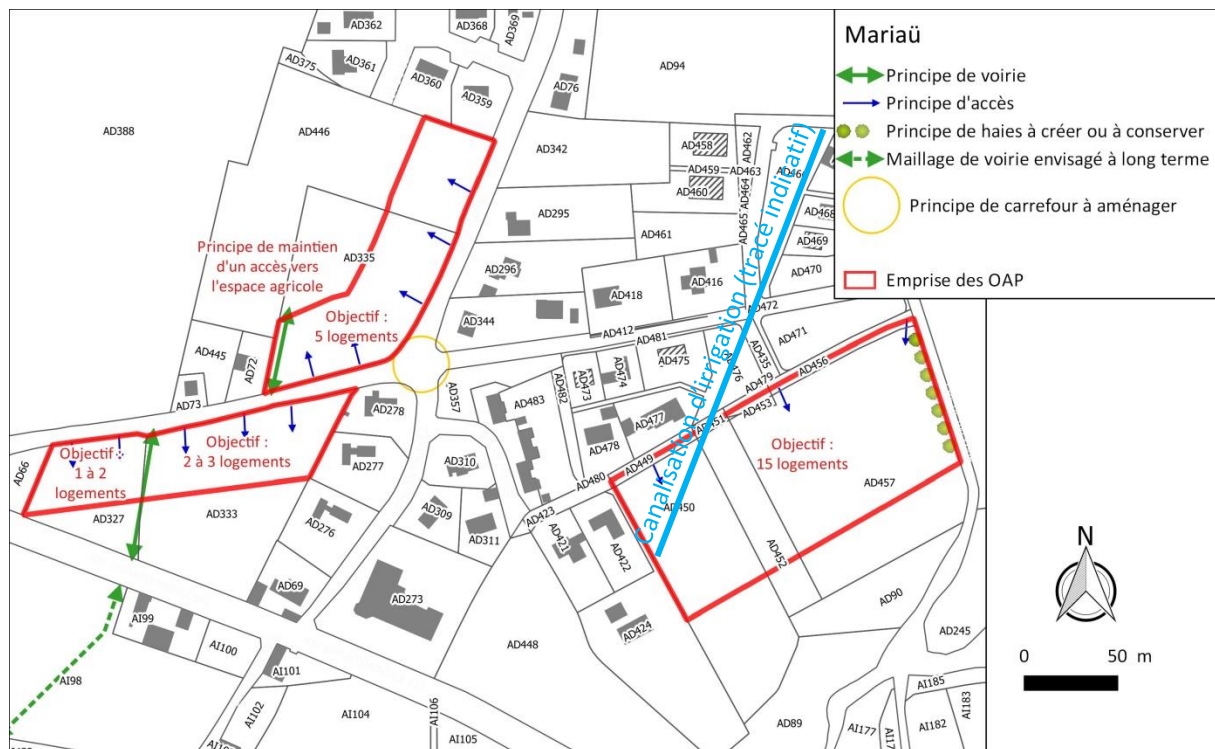 Mariaü
Principe de voirie
Principe d'accès
Principe de haies à créer ou à conserver
Maillage de voirie envisagé à long terme
Principe de carrefour à aménager
Emprise des OAP
AD362
AD368
AD369
AD375
AD361
AD360
AD359
AD76
AD94
AD388
AD446
AD342
AD458
AD459
AD460
AD462
AD463
AD464
AD465
AD468
AD469
AD470
AD295
AD461
AD296
AD418
AD416
AD472
Principe de maintien
d'un accès vers
l'espace agricole
AD335
Objectif :
5 logements
AD344
AD412
AD481
AD471
AD445
AD72
AD73
AD357
AD482
AD473
AD474
AD475
AD476
AD435
AD479
AD456
AD453
AD451
AD278
AD483
AD477
AD478
AD449
AD480
AD66
Objectif :
1 à 2
logements
Objectif :
2 à 3 logements
AD277
AD310
Objectif :
15 logements
AD457
AD450
AD452
AD327
AD333
AD276
AD309
AD311
AD423
AD421
AD422
AD424
AD69
AD273
AD448
AD90
AD245
AI99
AI100
AI101
AI98
AI102
AI104
AI106
AI105
AD89
AI185
AI183
AI177
AI182
Canalisation d'irrigation (tracé indicatif)
N
0 50 m